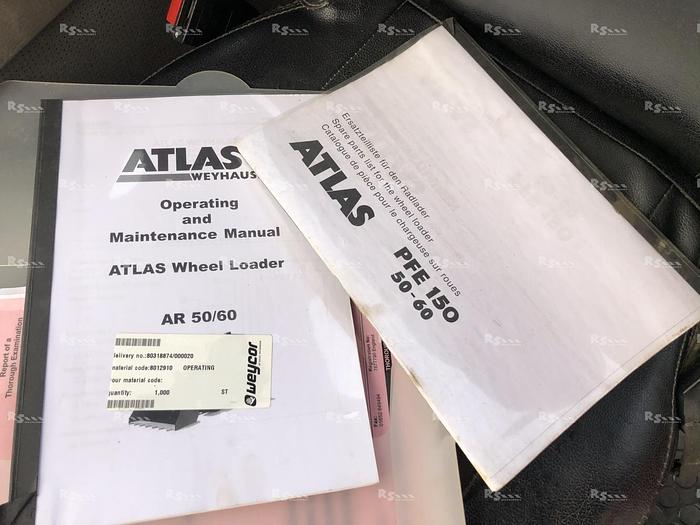 ATLAS
WEYHAUS
Operating
and
Maintenance Manual
ATLAS Wheel Loader
AR 50/60
delivery no.:80318874/000020
material code:8012910 OPERATING
your material code:
quantity: 1,000 ST
weycor
Ersatzteilliste für den Radlader
Spare parts list for the wheel loader
Catalogue de pièce pour le chargeuse sur roues
ATLAS
PFE 150
50-60
Report of a
Thorough Examination